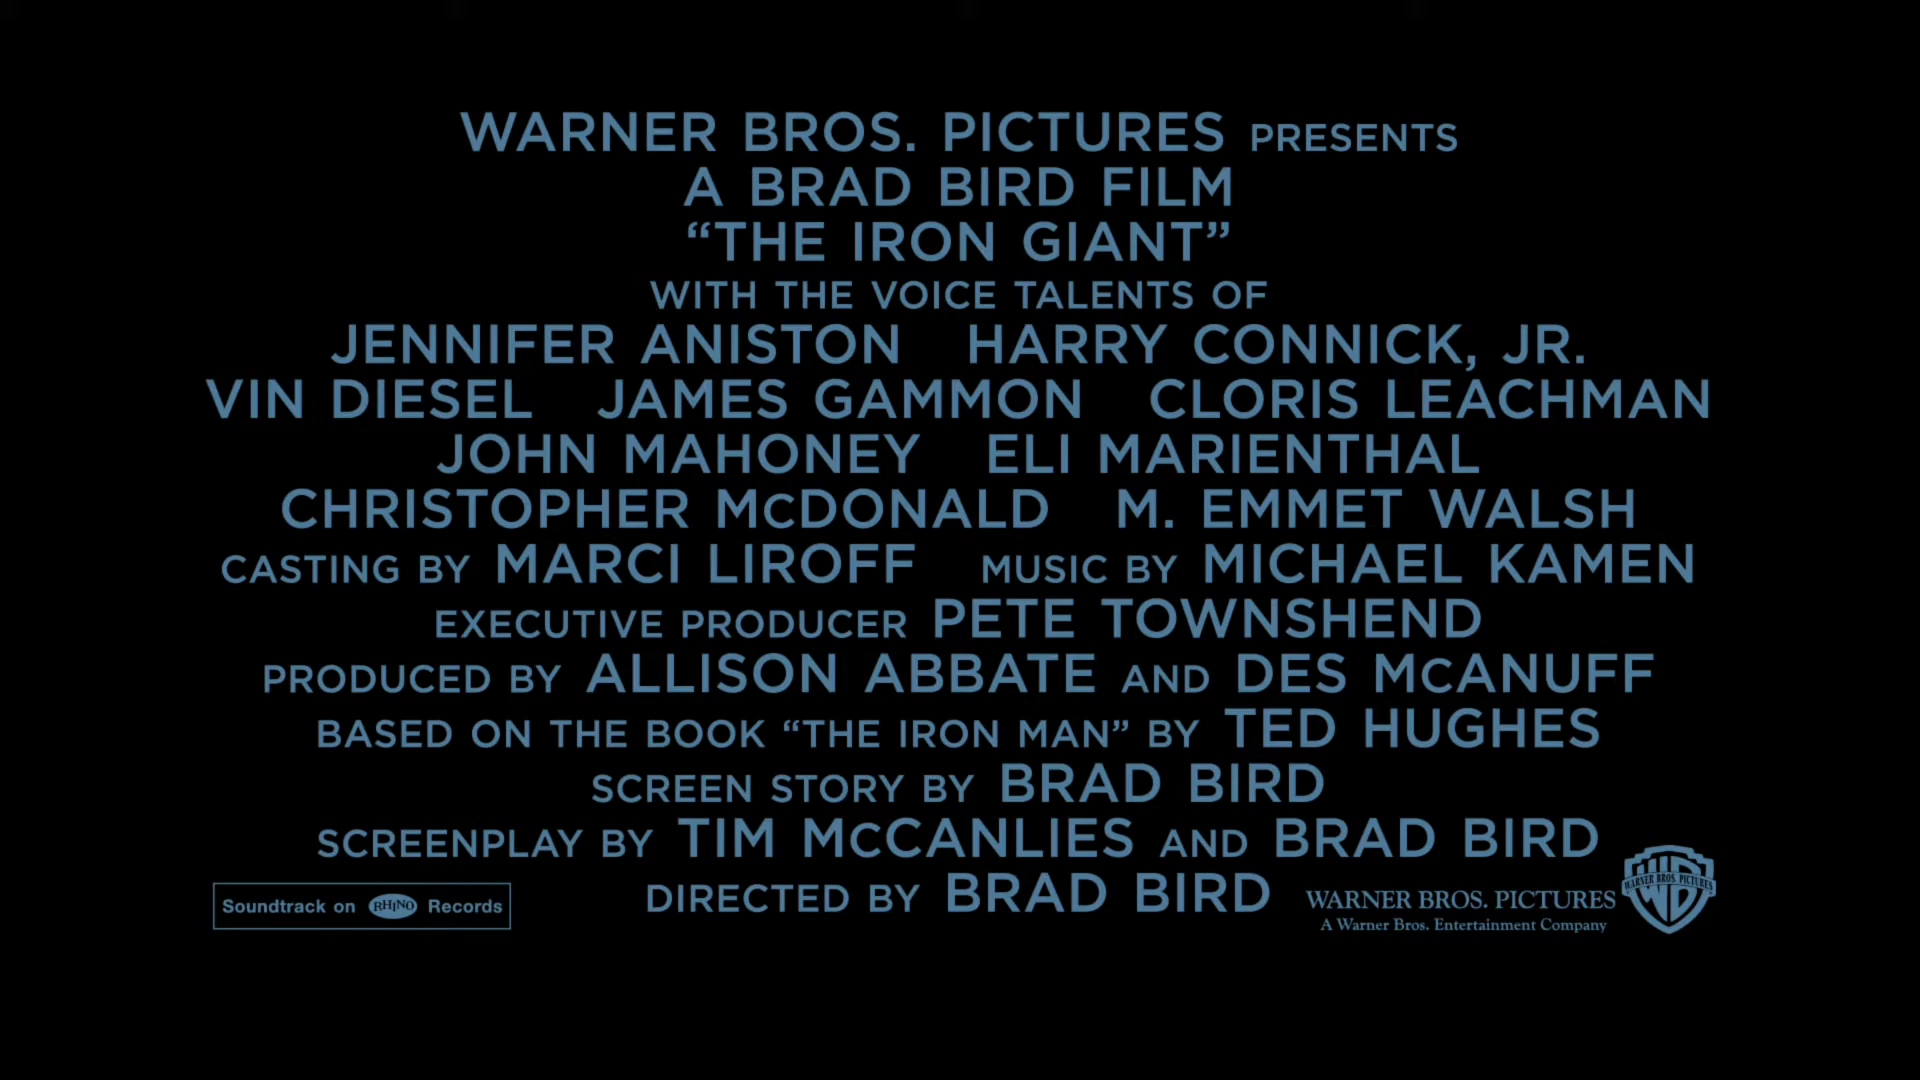 WARNER BROS. PICTURES PRESENTS
A BRAD BIRD FILM
“THE IRON GIANT”
WITH THE VOICE TALENTS OF
JENNIFER ANISTON HARRY CONNICK, JR.
VIN DIESEL JAMES GAMMON CLORIS LEACHMAN
JOHN MAHONEY ELI MARIENTHAL
CHRISTOPHER McDONALD M. EMMET WALSH
CASTING BY MARCI LIROFF MUSIC BY MICHAEL KAMEN
EXECUTIVE PRODUCER PETE TOWNSHEND
PRODUCED BY ALLISON ABBATE AND DES McANUFF
BASED ON THE BOOK “THE IRON MAN” BY TED HUGHES
SCREEN STORY BY BRAD BIRD
SCREENPLAY BY TIM McCANLIES AND BRAD BIRD
DIRECTED BY BRAD BIRD
Soundtrack on RHINO Records
WARNER BROS. PICTURES
A Warner Bros. Entertainment Company
WARNER BROS. PICTURES
WB